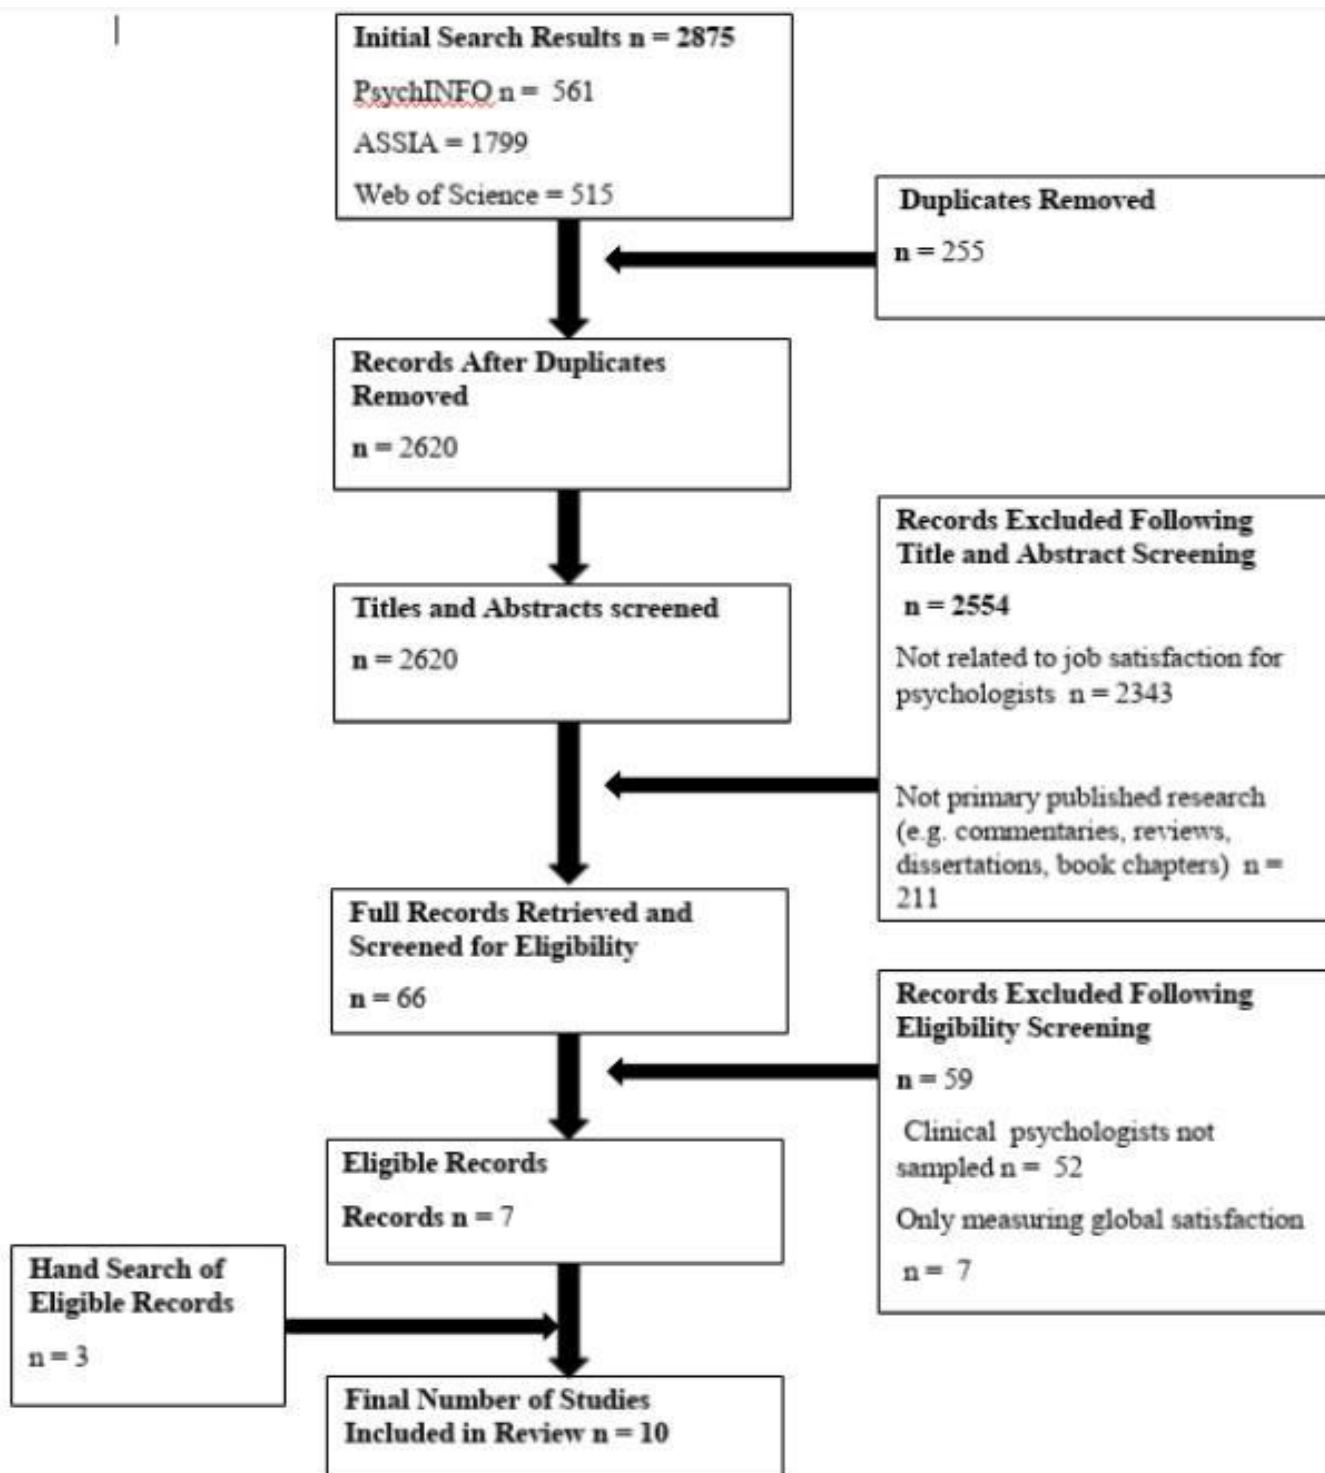 Initial Search Results n = 2875
PsychINFO n =  561
ASSIA = 1799
Web of Science = 515
Duplicates Removed
n = 255
Records After Duplicates
Removed
n = 2620
Titles and Abstracts screened
n = 2620
Records Excluded Following
Title and Abstract Screening
n = 2554
Not related to job satisfaction for
psychologists  n = 2343
Not primary published research
(e.g. commentaries, reviews,
dissertations, book chapters)  n =
211
Full Records Retrieved and
Screened for Eligibility
n = 66
Records Excluded Following
Eligibility Screening
n = 59
Clinical  psychologists not
sampled n =  52
Only measuring global satisfaction
n =  7
Eligible Records
Records n = 7
Hand Search of
Eligible Records
n = 3
Final Number of Studies
Included in Review n = 10